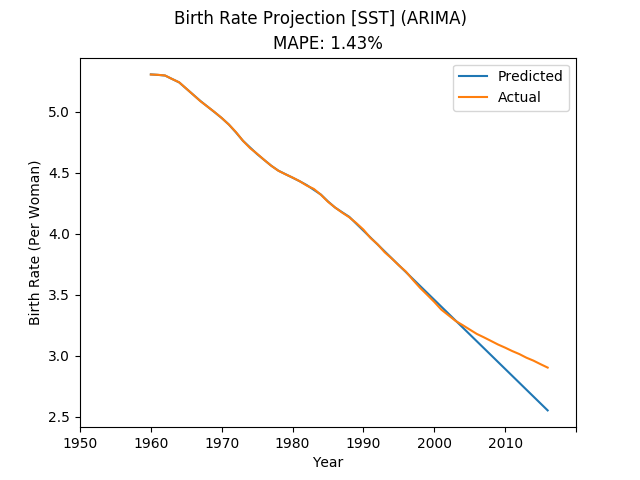 Birth Rate Projection [SST] (ARIMA)
MAPE: 1.43%
Predicted
Actual
5.0
4.5
4.0
3.5
3.0
2.5
Birth Rate (Per Woman)
1950 1960 1970 1980 1990 2000 2010
Year